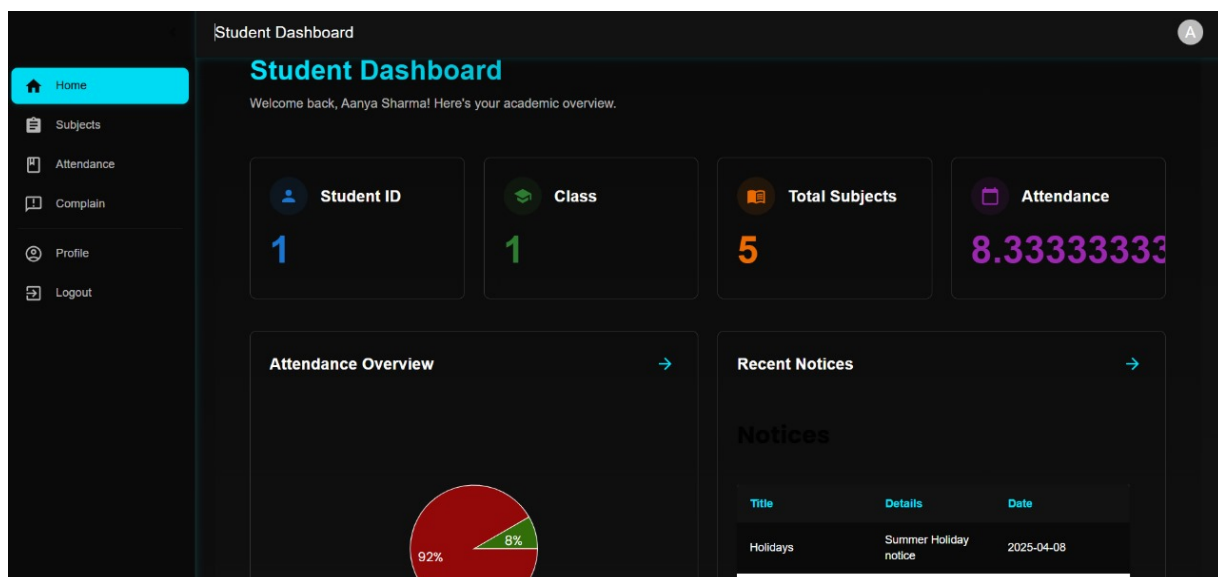 Student Dashboard
A
Home
Subjects
Attendance
Complain
Profile
Logout
Student Dashboard
Welcome back, Aanya Sharma! Here's your academic overview.
Student ID
1
Class
1
Total Subjects
5
Attendance
8.33333333
Attendance Overview
92%
8%
Recent Notices
Notices
Title Details Date
Holidays Summer Holiday notice 2025-04-08